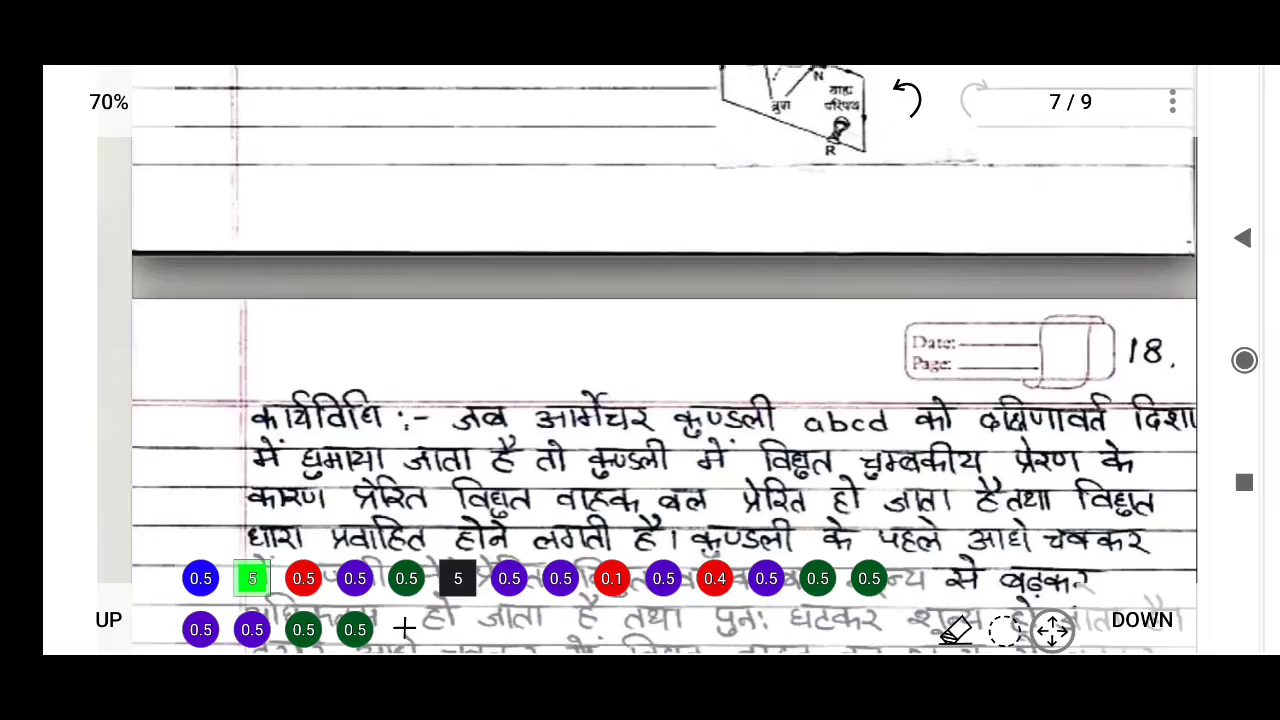 70%
N
ब्रुश
वाह्य
परिपथ
R
7 / 9
Date:
Page:
18.
कार्यविधि :- जब आर्मेचर कुण्डली abcd को दक्षिणावर्त दिशा
में घुमाया जाता है तो कुण्डली में विद्युत चुम्बकीय प्रेरण के
कारण प्रेरित विद्युत वाहक बल प्रेरित हो जाता है तथा विद्युत
धारा प्रवाहित होने लगती है। कुण्डली के पहले आधे चक्कर
से बढ़कर
0.5 5 0.5 0.5 0.5 5 0.5 0.5 0.1 0.5 0.4 0.5 0.5 0.5
हो जाता है तथा पुनः घटकर शून्य हो जाता है।
UP 0.5 0.5 0.5 0.5 + DOWN